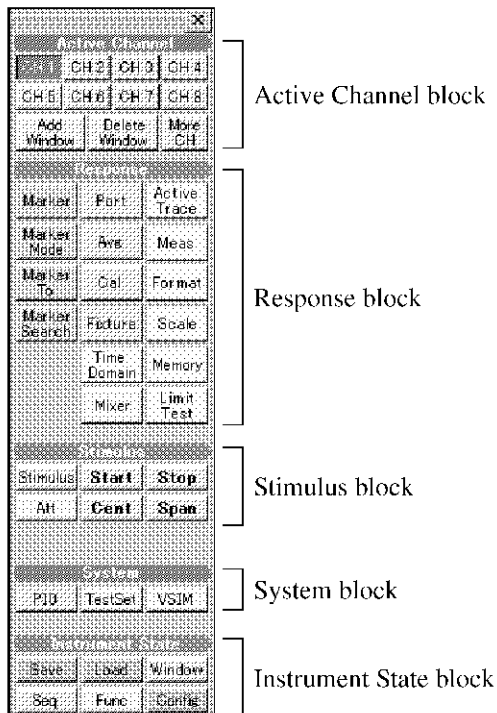 ×
Active Channel
CH 1 CH 2 CH 3 CH 4
CH 5 CH 6 CH 7 CH 8
Add Window Delete Window More CH
Active Channel block
Response
Marker Port Active Trace
Marker Mode Avg Meas
Marker To Cal Format
Marker Search Fixture Scale
Time Domain Memory
Mixer Limit Test
Response block
Stimulus
Stimulus Start Stop
Att Cent Span
Stimulus block
System
PIO TestSet VSIM
System block
Instrument State
Save Load Window
Seq Func Config
Instrument State block